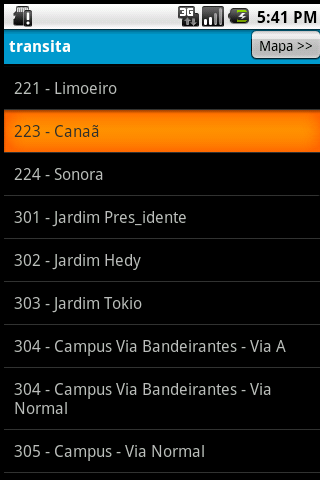 3G 5:41 PM
transita Mapa >>
221 - Limoeiro
223 - Canaã
224 - Sonora
301 - Jardim Pres_idente
302 - Jardim Hedy
303 - Jardim Tokio
304 - Campus Via Bandeirantes - Via A
304 - Campus Via Bandeirantes - Via
Normal
305 - Campus - Via Normal